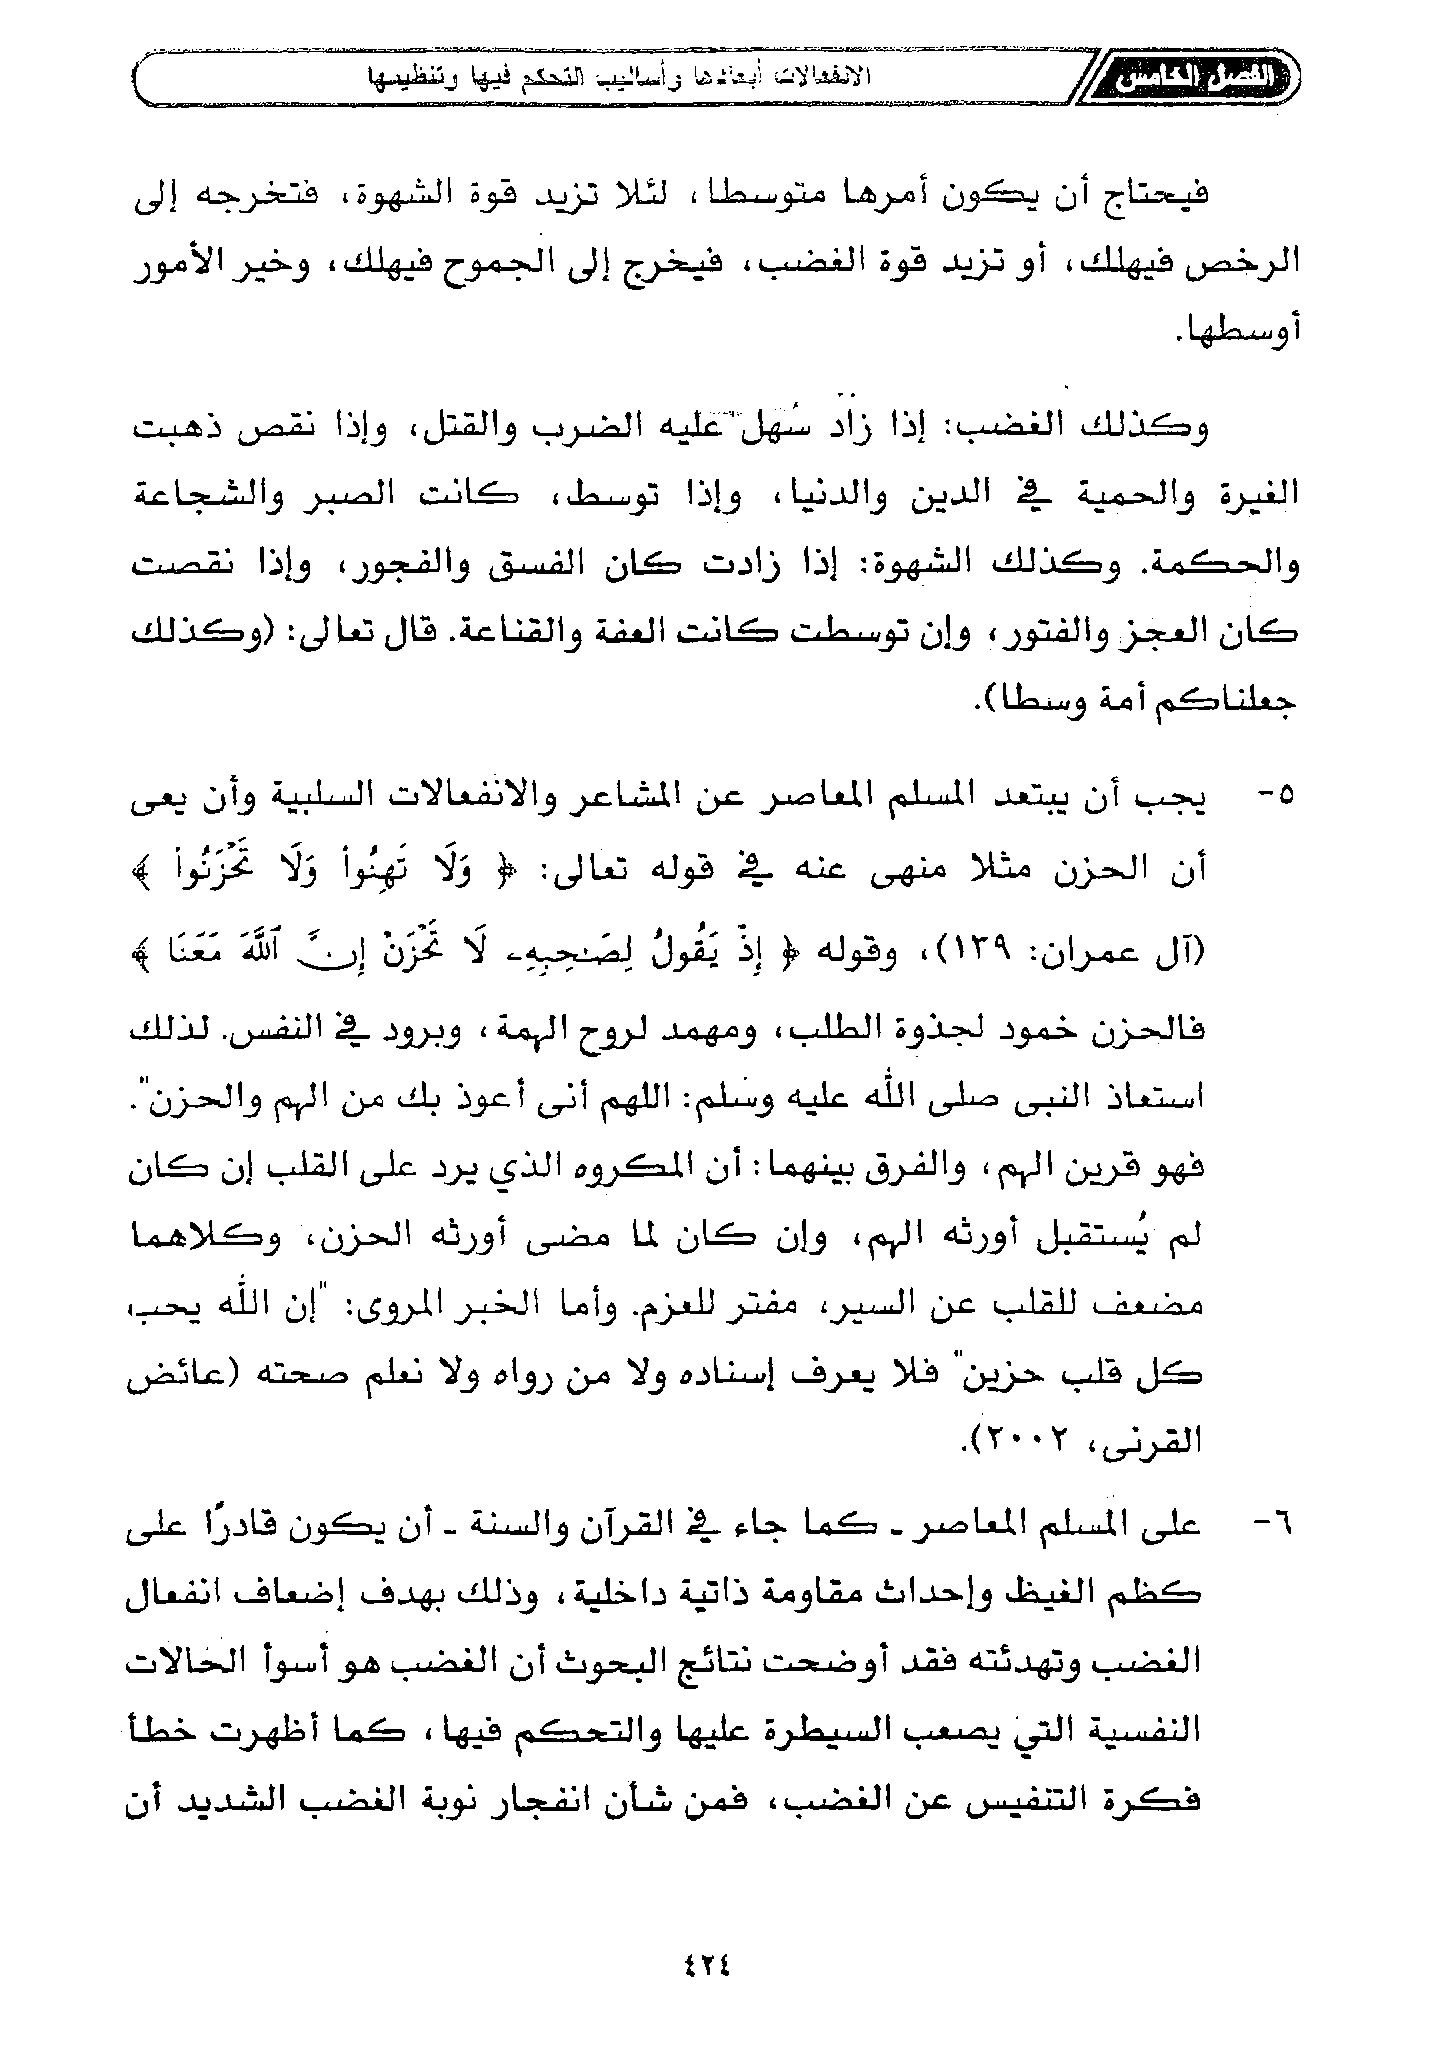 الفصل الخامس
الانفعالات أبعادها وأساليب التحكم فيها وتنظيمها
فيحتاج أن يكون أمرها متوسطا، لئلا تزيد قوة الشهوة، فتخرجه إلى
الرخص فيهلك، أو تزيد قوة الغضب، فيخرج إلى الجموح فيهلك، وخير الأمور
أوسطها.
وكذلك الغضب: إذا زاد سُهل عليه الضرب والقتل، وإذا نقص ذهبت
الغيرة والحمية في الدين والدنيا، وإذا توسط، كانت الصبر والشجاعة
والحكمة. وكذلك الشهوة: إذا زادت كان الفسق والفجور، وإذا نقصت
كان العجز والفتور، وإن توسطت كانت العفة والقناعة. قال تعالى: (وكذلك
جعلناكم أمة وسطا).
٥- يجب أن يبتعد المسلم المعاصر عن المشاعر والانفعالات السلبية وأن يعى
أن الحزن مثلا منهى عنه في قوله تعالى: ﴿ وَلَا تَهِنُوا وَلَا تَحْزَنُوا ﴾
(آل عمران: ١٣٩)، وقوله ﴿ إِذْ يَقُولُ لِصَـٰحِبِهِۦ لَا تَحْزَنْ إِنَّ ٱللَّهَ مَعَنَا ﴾
فالحزن خمود لجذوة الطلب، ومهمد لروح الهمة، وبرود في النفس. لذلك
استعاذ النبى صلى الله عليه وسلم: اللهم أنى أعوذ بك من الهم والحزن".
فهو قرين الهم، والفرق بينهما: أن المكروه الذي يرد على القلب إن كان
لم يُستقبل أورثه الهم، وإن كان لما مضى أورثه الحزن، وكلاهما
مضعف للقلب عن السير، مفتر للعزم. وأما الخبر المروى: "إن الله يحب
كل قلب حزين" فلا يعرف إسناده ولا من رواه ولا نعلم صحته (عائض
القرنى، ٢٠٠٢).
٦- على المسلم المعاصر - كما جاء في القرآن والسنة - أن يكون قادرًا على
كظم الغيظ وإحداث مقاومة ذاتية داخلية، وذلك بهدف إضعاف انفعال
الغضب وتهدئته فقد أوضحت نتائج البحوث أن الغضب هو أسوأ الحالات
النفسية التي يصعب السيطرة عليها والتحكم فيها، كما أظهرت خطأ
فكرة التنفيس عن الغضب، فمن شأن انفجار نوبة الغضب الشديد أن
٤٢٤